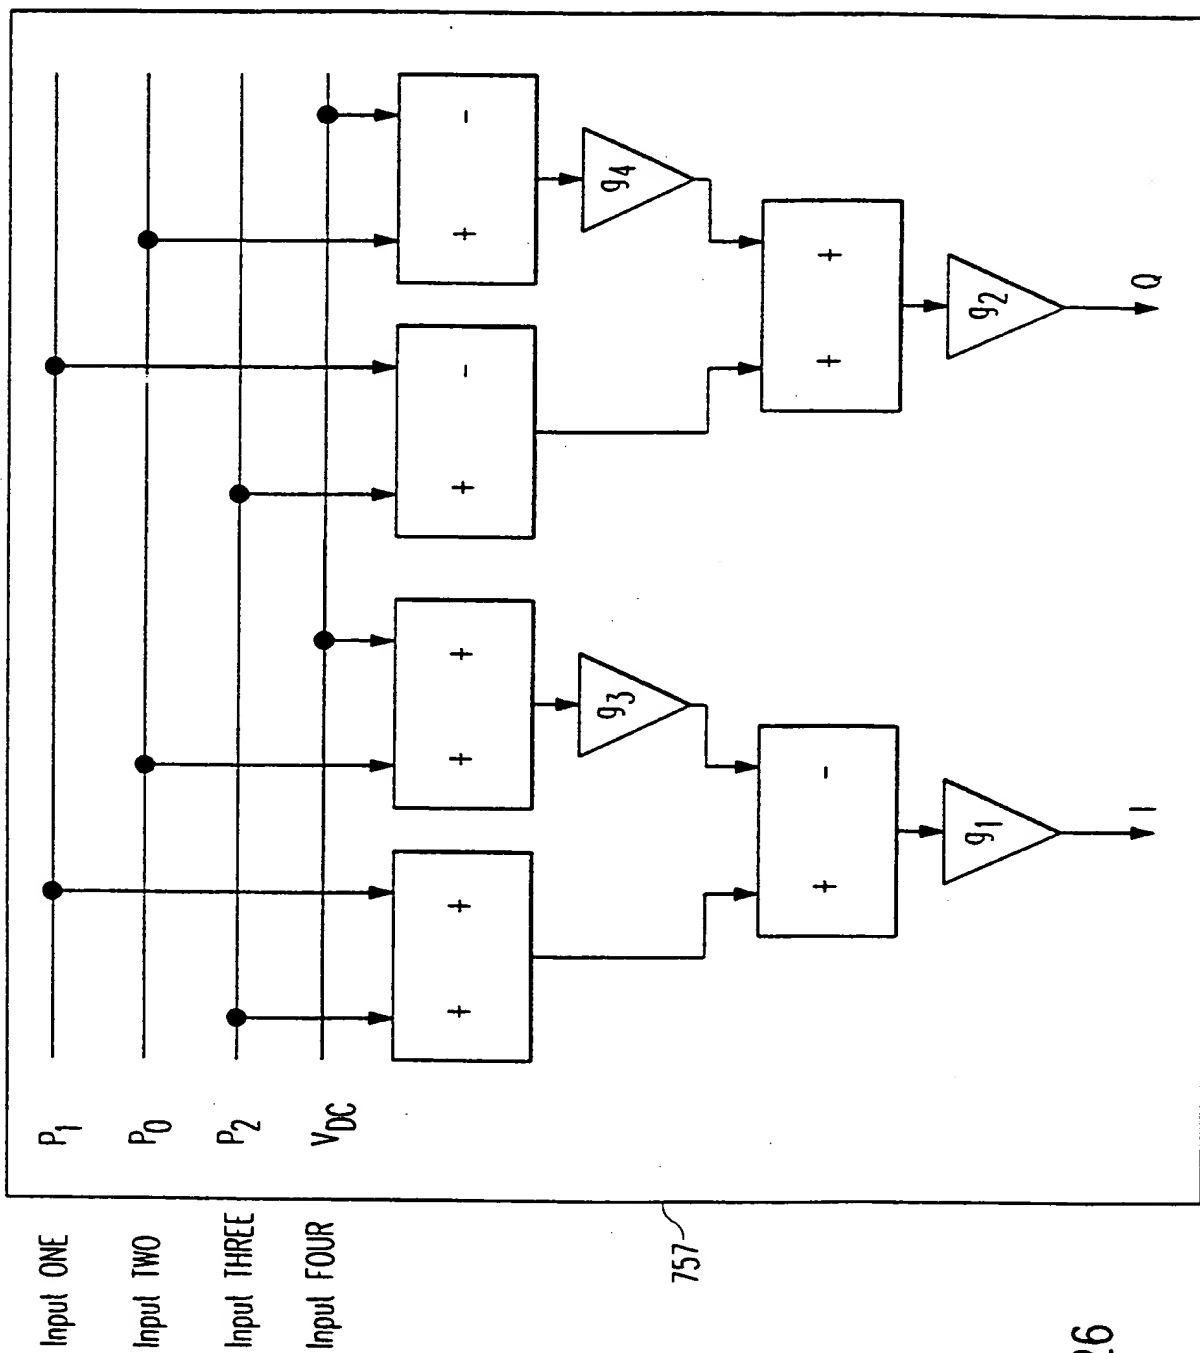 Input ONE P1
Input TWO P0
Input THREE P2
Input FOUR VDC
+ + + + + - + -
g3 g4
+ - + +
g1 g2
I Q
757
26